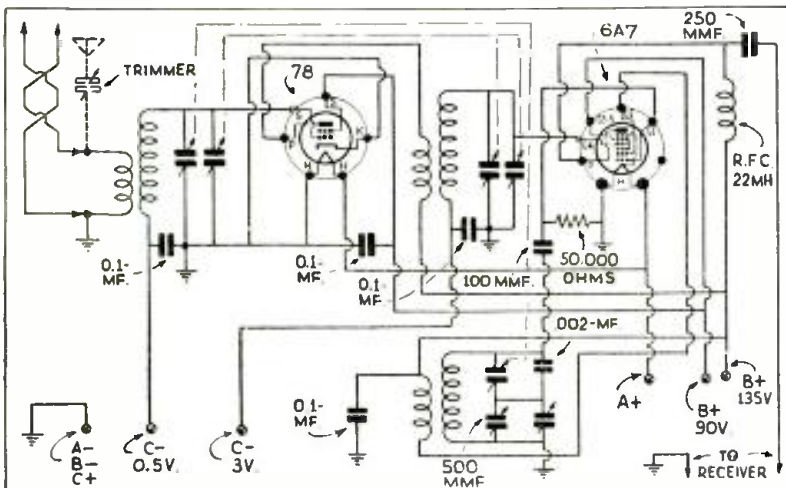 TRIMMER
78
6A7
250
MMF.
R.F.C.
22MH
K
H
H
H
0.1-
MF.
0.1-
MF.
0.1-
MF.
100 MMF.
50,000
OHMS
.002-MF
0.1-
MF
500
MMF
A-
B-
C+
C-
0.5V.
C-
3V.
A+
B+
90V.
B+
135V
TO
RECEIVER